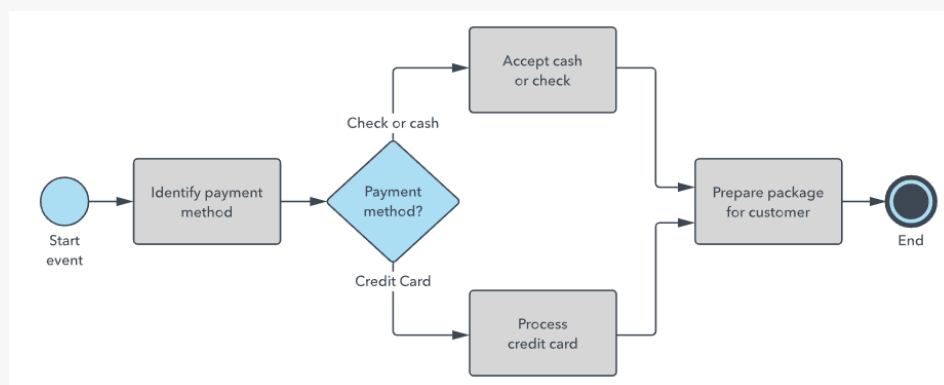 Start
event
Identify payment
method
Payment
method?
Check or cash
Accept cash
or check
Credit Card
Process
credit card
Prepare package
for customer
End